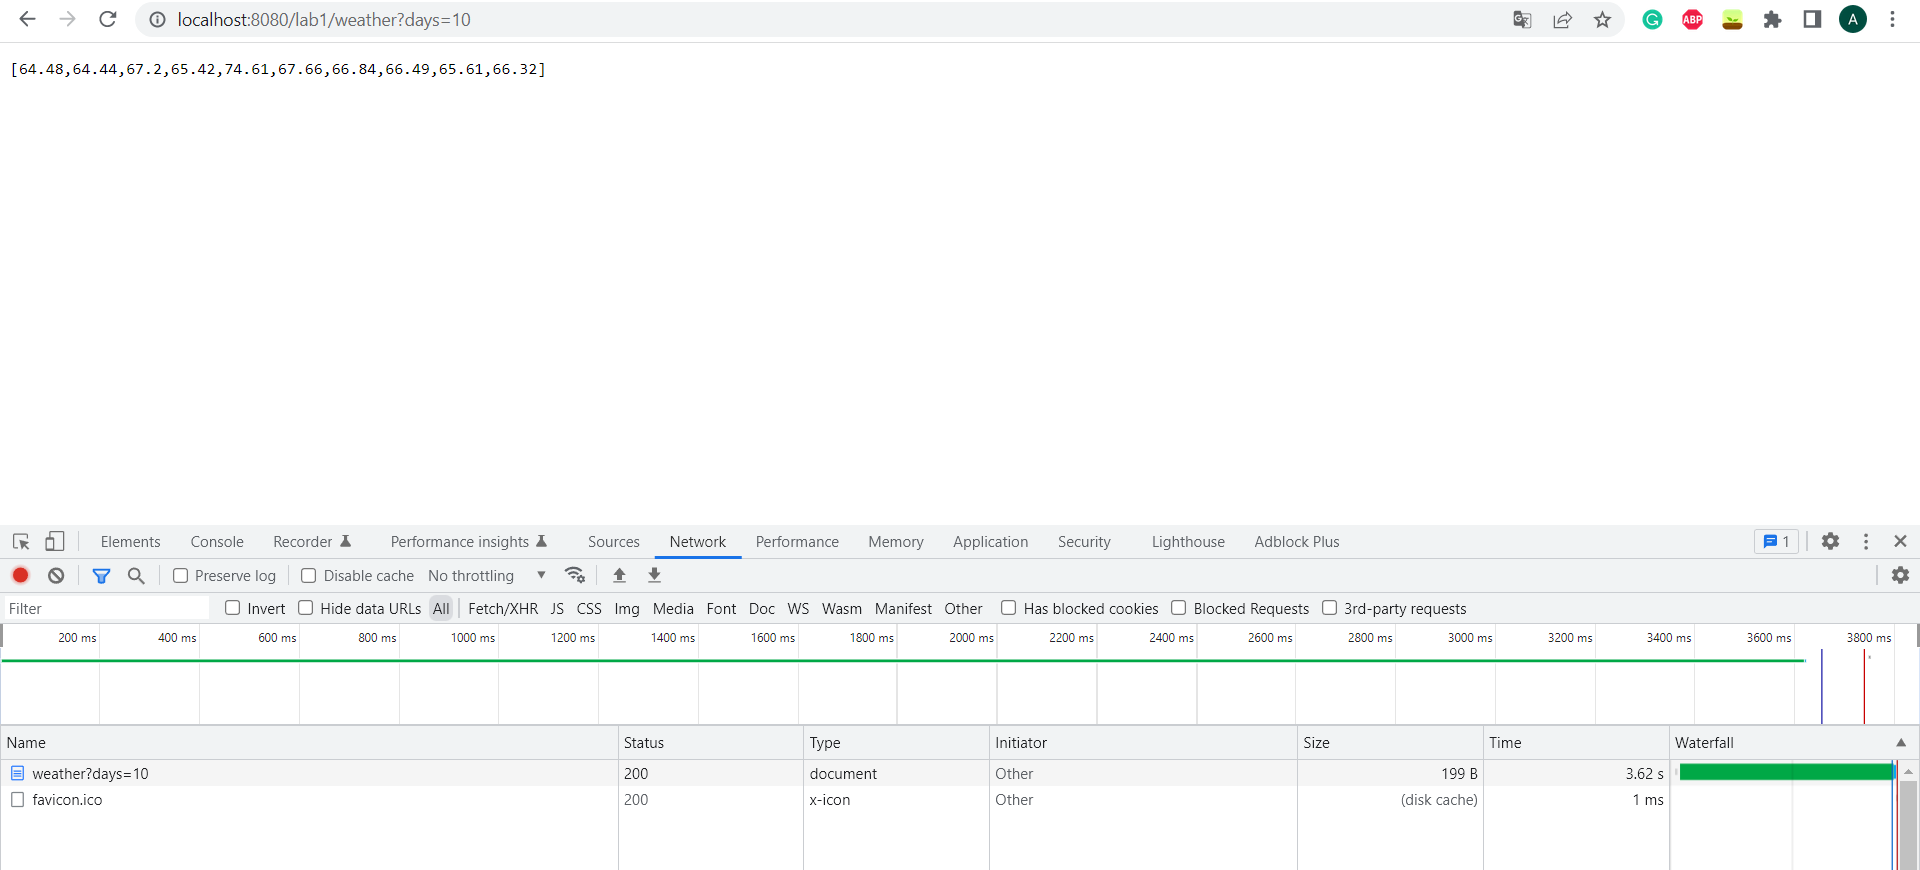 localhost:8080/lab1/weather?days=10
ABP
A
[64.48,64.44,67.2,65.42,74.61,67.66,66.84,66.49,65.61,66.32]
Elements Console Recorder Performance insights Sources Network Performance Memory Application Security Lighthouse Adblock Plus 1
Preserve log Disable cache No throttling
Filter Invert Hide data URLs All Fetch/XHR JS CSS Img Media Font Doc WS Wasm Manifest Other Has blocked cookies Blocked Requests 3rd-party requests
200 ms 400 ms 600 ms 800 ms 1000 ms 1200 ms 1400 ms 1600 ms 1800 ms 2000 ms 2200 ms 2400 ms 2600 ms 2800 ms 3000 ms 3200 ms 3400 ms 3600 ms 3800 ms
Name Status Type Initiator Size Time Waterfall
weather?days=10 200 document Other 199 B 3.62 s
favicon.ico 200 x-icon Other (disk cache) 1 ms